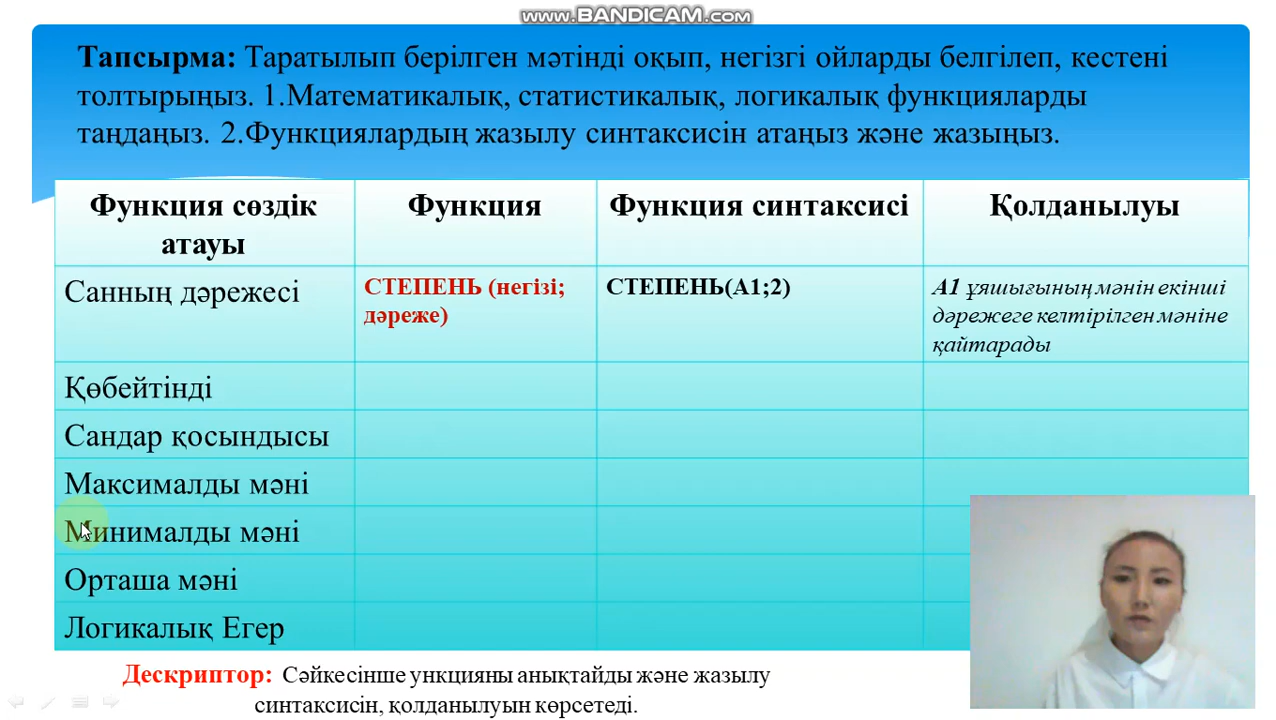 www.BANDICAM.com
Тапсырма: Таратылып берілген мәтінді оқып, негізгі ойларды белгілеп, кестені
толтырыңыз. 1.Математикалық, статистикалық, логикалық функцияларды
таңдаңыз. 2.Функциялардың жазылу синтаксисін атаңыз және жазыңыз.
Функция сөздік
атауы
Функция
Функция синтаксисі
Қолданылуы
Санның дәрежесі
СТЕПЕНЬ (негізі;
дәреже)
СТЕПЕНЬ(А1;2)
А1 ұяшығының мәнін екінші
дәрежеге келтірілген мәніне
қайтарады
Қөбейтінді
Сандар қосындысы
Максималды мәні
Минималды мәні
Орташа мәні
Логикалық Егер
Дескриптор: Сәйкесінше ункцияны анықтайды және жазылу
синтаксисін, қолданылуын көрсетеді.